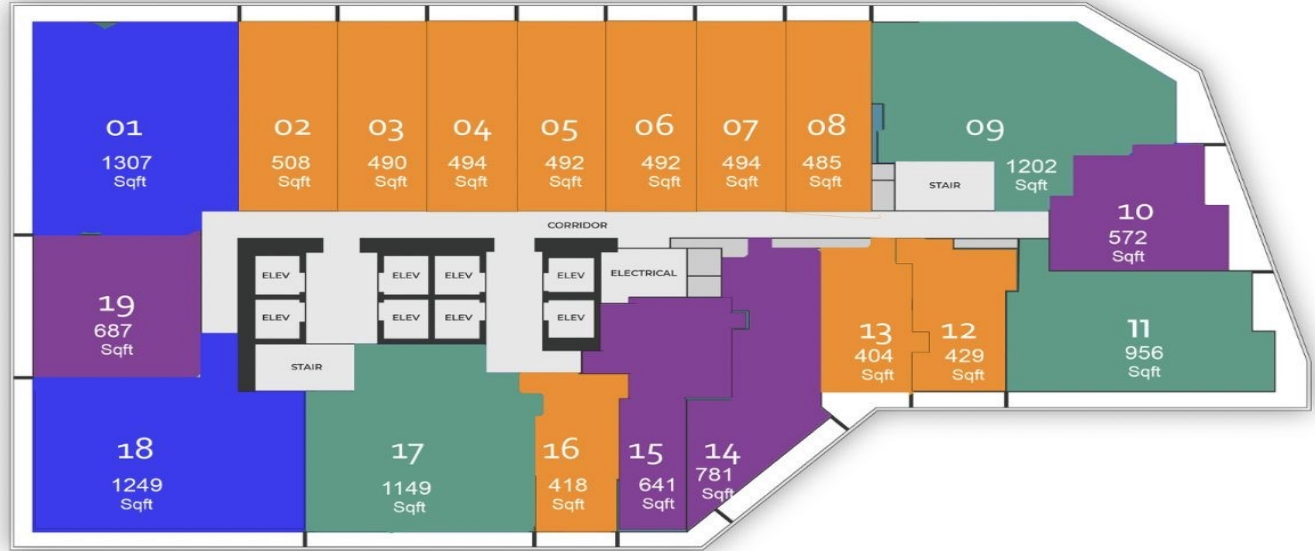 01
1307
Sqft
02
508
Sqft
03
490
Sqft
04
494
Sqft
05
492
Sqft
06
492
Sqft
07
494
Sqft
08
485
Sqft
09
1202
Sqft
STAIR
10
572
Sqft
CORRIDOR
ELEV
ELEV
ELEV
ELEV
ELECTRICAL
ELEV
ELEV
ELEV
ELEV
19
687
Sqft
STAIR
13
404
Sqft
12
429
Sqft
11
956
Sqft
18
1249
Sqft
17
1149
Sqft
16
418
Sqft
15
641
Sqft
14
781
Sqft